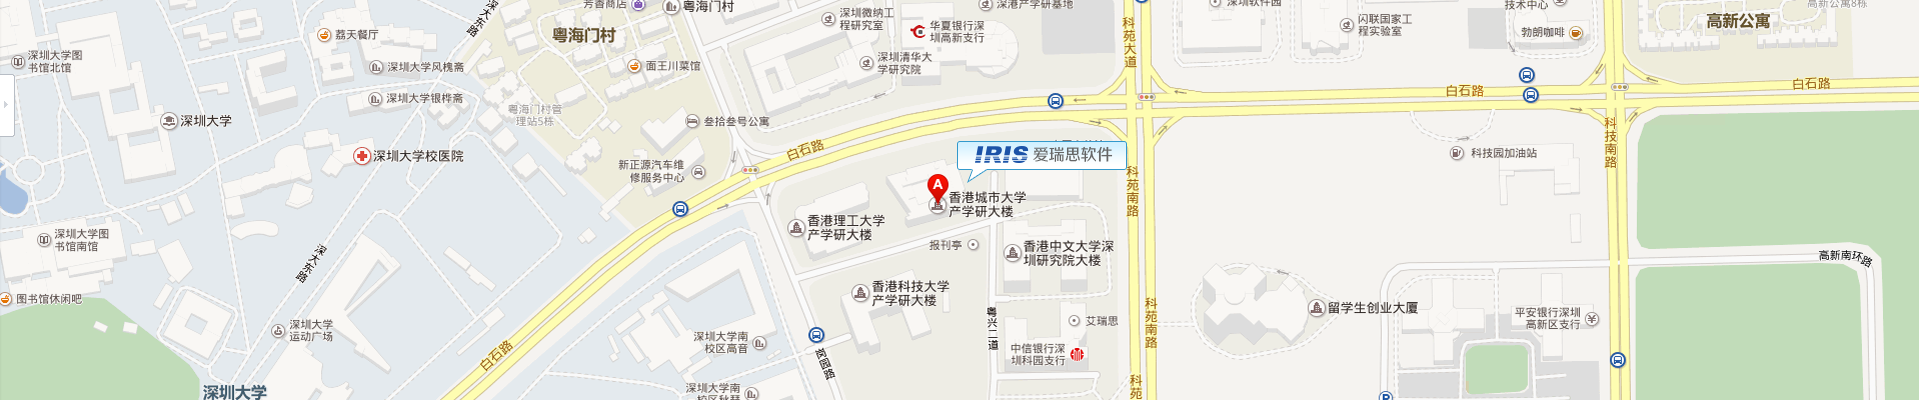 芳香商店
粤海门村
深圳微纳工
程研究室
华夏银行深
圳高新支行
深港产学研基地
深圳软件园
闪联国家工
程实验室
技术中心
勃朗咖啡
高新公寓
高新公寓8栋
深大东路
荔天餐厅
粤海门村
深圳大学图
书馆北馆
深圳大学风槐斋
面王川菜馆
深圳清华大
学研究院
科苑大道
深圳大学银桦斋
粤海门村管
理站5栋
深圳大学
叁拾叁号公寓
白石路
白石路
白石路
科技南路
深圳大学校医院
新正源汽车维
修服务中心
IRIS 爱瑞思软件
科技园加油站
A
香港城市大学
产学研大楼
科苑南路
香港理工大学
产学研大楼
深圳大学图
书馆南馆
深大东路
报刊亭
香港中文大学深
圳研究院大楼
高新南环路
香港科技大学
产学研大楼
图书馆休闲吧
深圳大学
运动广场
粤兴二道
艾瑞思
科苑南路
留学生创业大厦
平安银行深圳
高新区支行
深圳大学南
校区高音
中信银行深
圳科园支行
白石路
深圳大学
深圳大学南
科苑
P